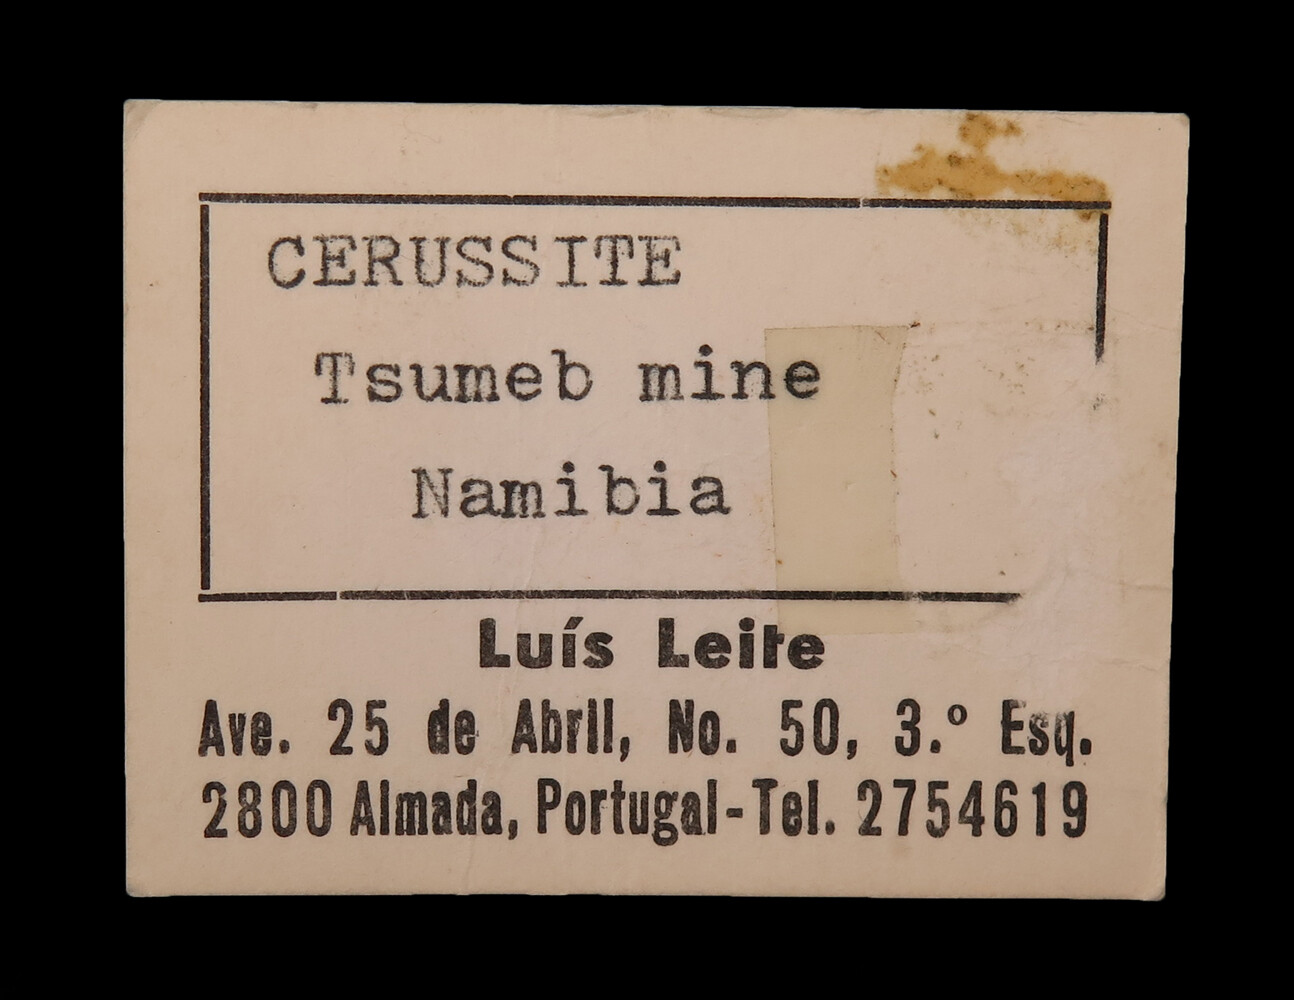 CERUSSITE
Tsumeb mine
Namibia
Luís Leite
Ave. 25 de Abril, No. 50, 3.º Esq.
2800 Almada, Portugal - Tel. 2754619